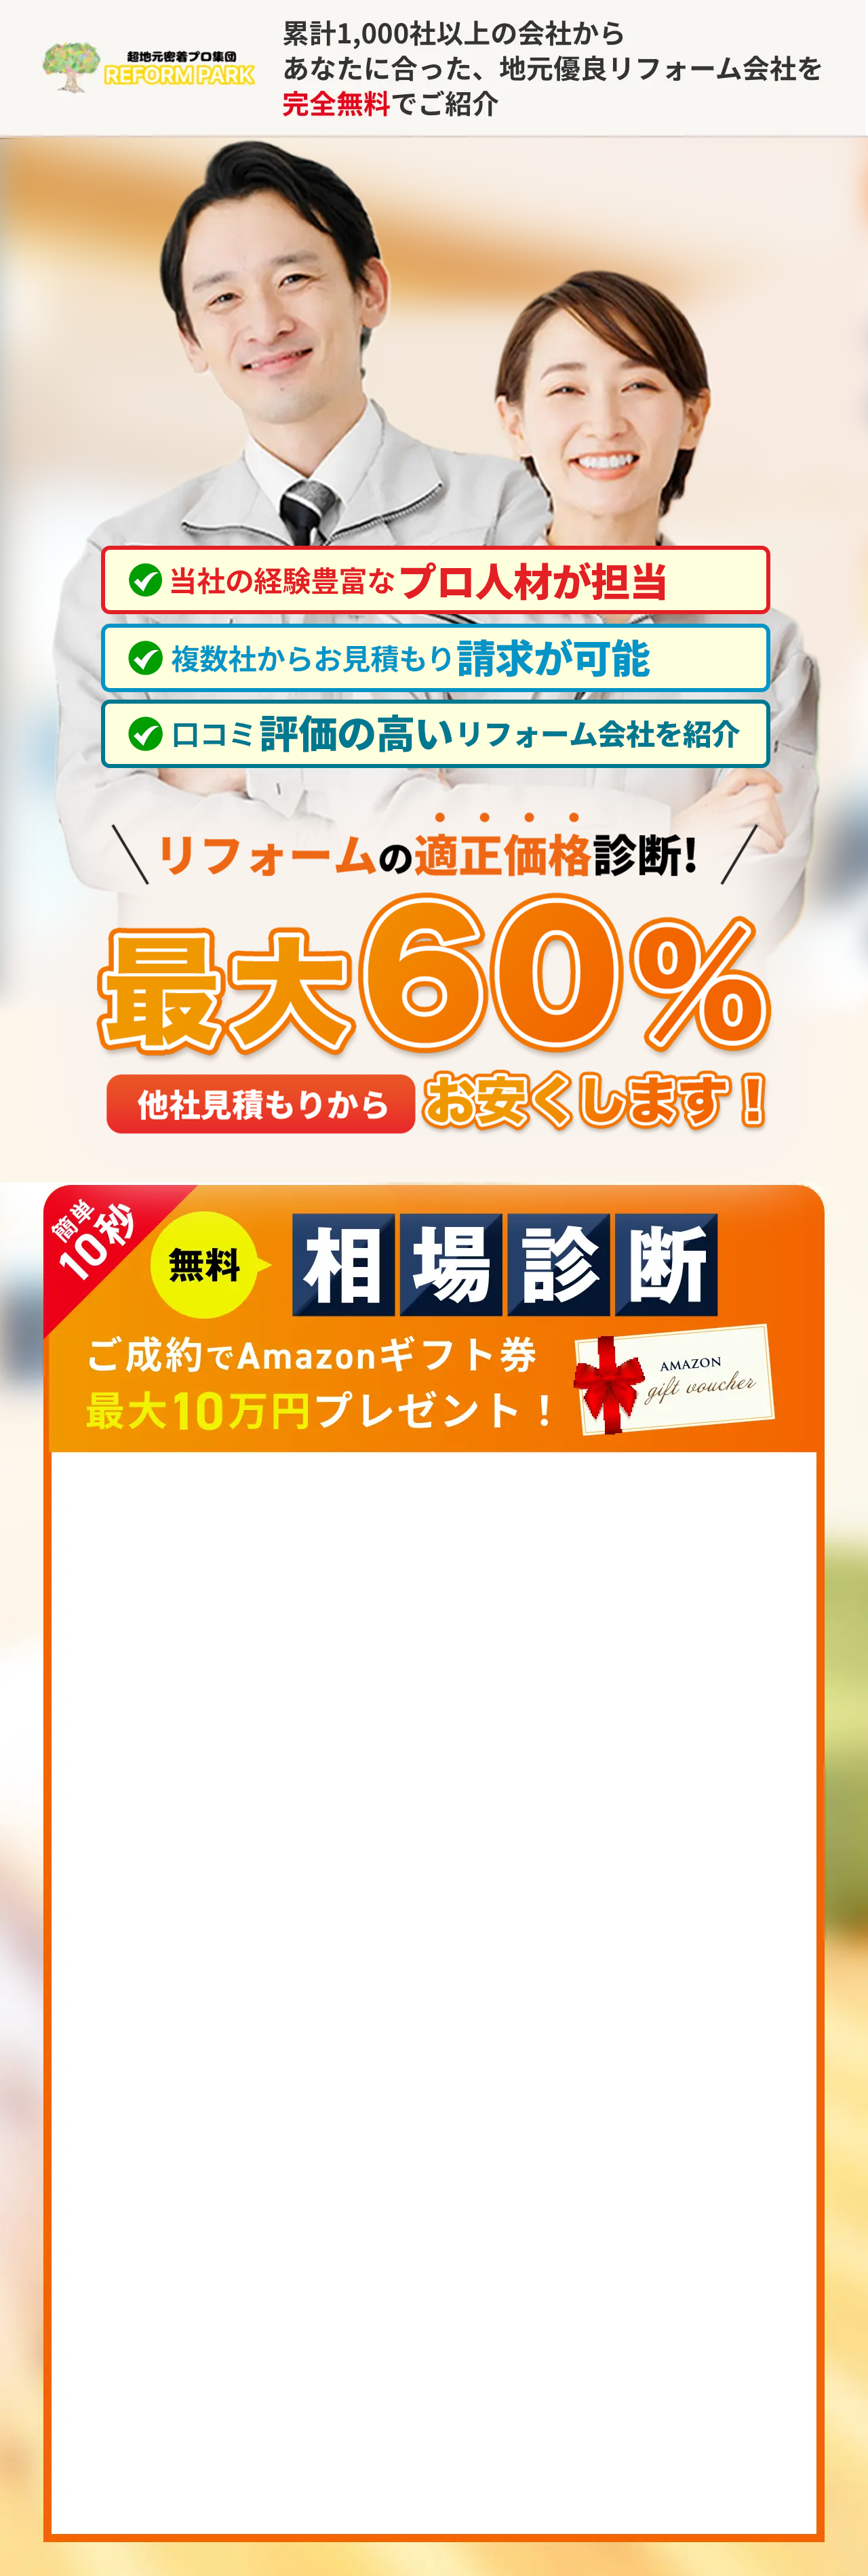 超地元密着プロ集団
REFORM PARK
累計1,000社以上の会社から
あなたに合った、地元優良リフォーム会社を
完全無料でご紹介
当社の経験豊富なプロ人材が担当
複数社からお見積もり請求が可能
口コミ評価の高いリフォーム会社を紹介
リフォームの適正価格診断!
最大60%
他社見積もりから お安くします！
簡単
10秒
無料
相場診断
ご成約でAmazonギフト券
最大10万円プレゼント！
AMAZON
gift voucher